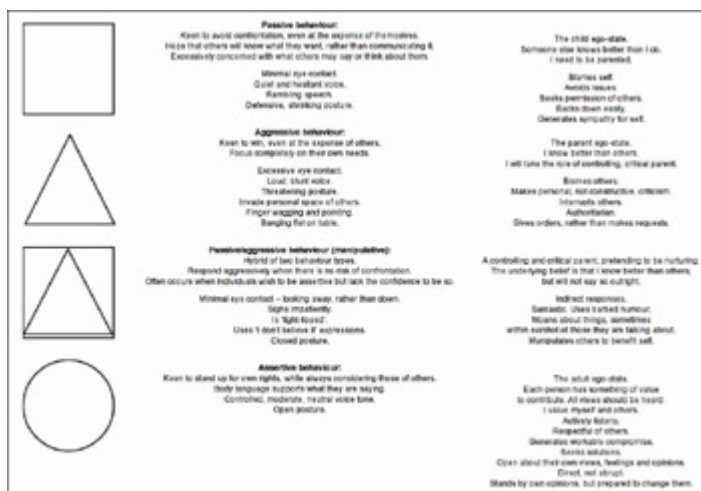 Passive behaviour:
Keen to avoid confrontation, even at the expense of themselves.
Hope that others will know what they want, rather than communicating it.
Excessively concerned with what others may say or think about them.
Minimal eye contact.
Quiet and hesitant voice.
Rambling speech.
Defensive, shrinking posture.
The child ego-state.
Someone else knows better than I do.
I need to be parented.
Blames self.
Avoids issues.
Seeks permission of others.
Backs down easily.
Generates sympathy for self.
Aggressive behaviour:
Keen to win, even at the expense of others.
Focus completely on their own needs.
Excessive eye contact.
Loud, blunt voice.
Threatening posture.
Invade personal space of others.
Finger wagging and pointing.
Banging fist on table.
The parent ego-state.
I know better than others.
I will take the role of controlling, critical parent.
Blames others.
Makes personal, not constructive, criticism.
Interrupts others.
Authoritarian.
Gives orders, rather than makes requests.
Passive/aggressive behaviour (manipulative):
Hybrid of two behaviour types.
Respond aggressively when there is no risk of confrontation.
Often occurs when individuals wish to be assertive but lack the confidence to be so.
Minimal eye contact – looking away, rather than down.
Sighs impatiently.
Is 'tight-lipped'.
Uses 'I don't believe it' expressions.
Closed posture.
A controlling and critical parent, pretending to be nurturing.
The underlying belief is that I know better than others,
but will not say so outright.
Indirect responses.
Sarcastic. Uses barbed humour.
Moans about things, sometimes
within earshot of those they are talking about.
Manipulates others to benefit self.
Assertive behaviour:
Keen to stand up for own rights, while always considering those of others.
Body language supports what they are saying.
Controlled, moderate, neutral voice tone.
Open posture.
The adult ego-state.
Each person has something of value
to contribute. All views should be heard.
I value myself and others.
Actively listens.
Respectful of others.
Generates workable compromise.
Seeks solutions.
Open about their own views, feelings and opinions.
Direct, not abrupt.
Stands by own opinions, but prepared to change them.